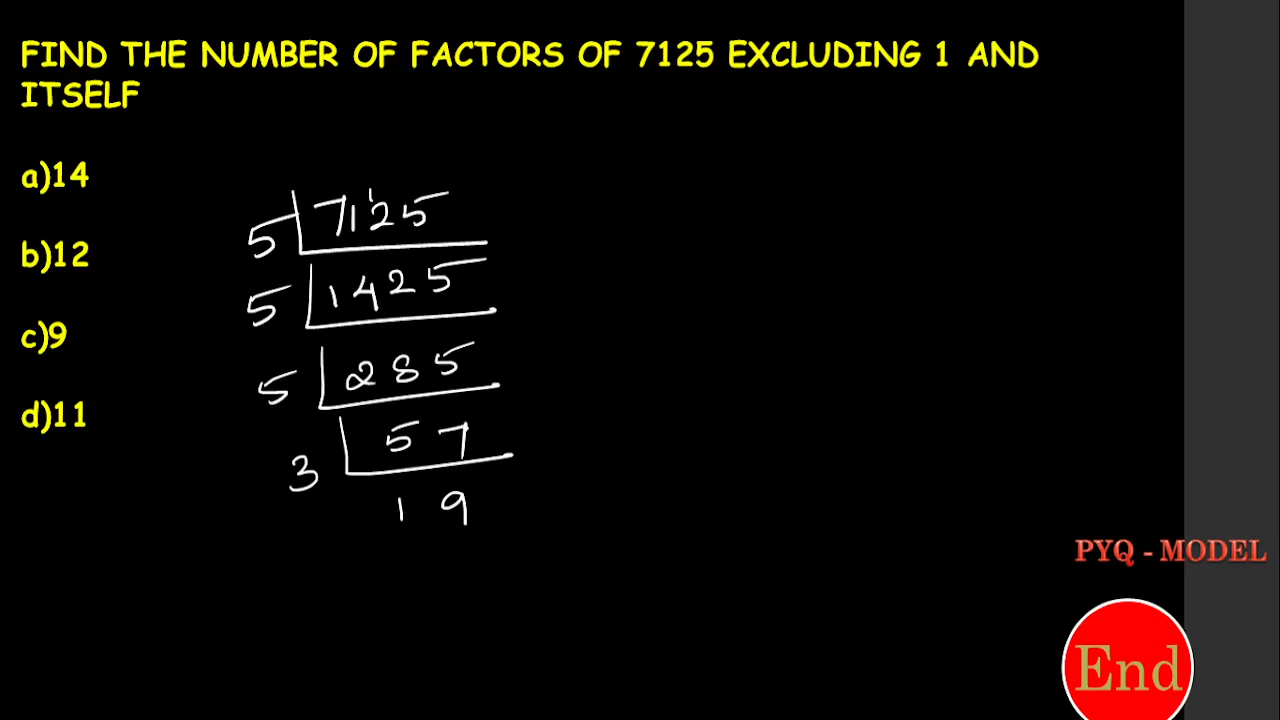 FIND THE NUMBER OF FACTORS OF 7125 EXCLUDING 1 AND
ITSELF
a)14
b)12
c)9
d)11
5 7125
1
5 1425
5 285
3 57
19
PYQ - MODEL
End